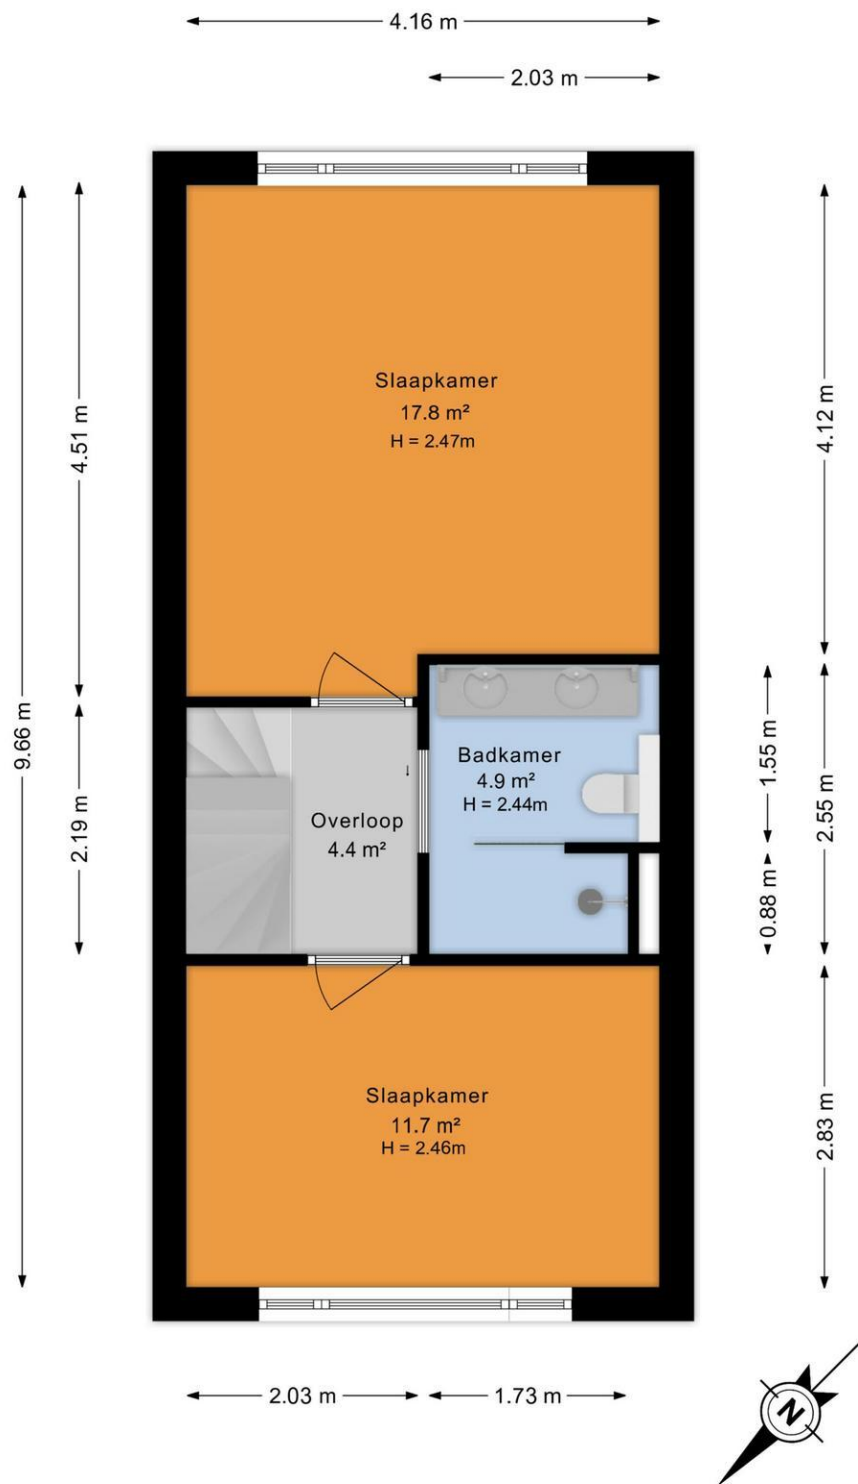 4.16 m
2.03 m
Slaapkamer
17.8 m²
H = 2.47m
4.51 m
4.12 m
9.66 m
Badkamer
4.9 m²
H = 2.44m
1.55 m
2.55 m
Overloop
4.4 m²
2.19 m
0.88 m
Slaapkamer
11.7 m²
H = 2.46m
2.83 m
2.03 m
1.73 m
N